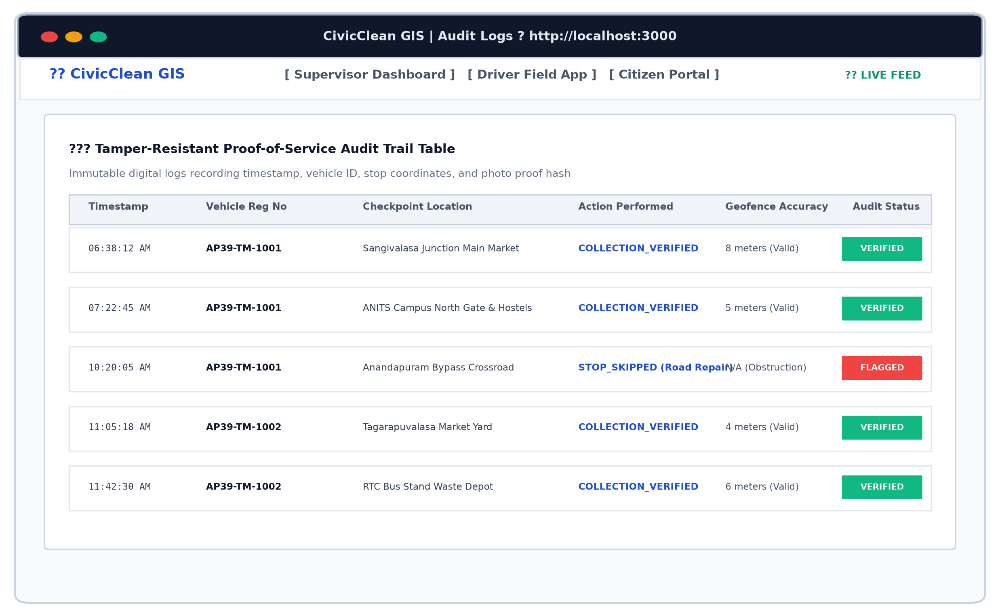 CivicClean GIS | Audit Logs ? http://localhost:3000
?? CivicClean GIS [ Supervisor Dashboard ] [ Driver Field App ] [ Citizen Portal ] ?? LIVE FEED
??? Tamper-Resistant Proof-of-Service Audit Trail Table
Immutable digital logs recording timestamp, vehicle ID, stop coordinates, and photo proof hash
Timestamp Vehicle Reg No Checkpoint Location Action Performed Geofence Accuracy Audit Status
06:38:12 AM AP39-TM-1001 Sangivalasa Junction Main Market COLLECTION_VERIFIED 8 meters (Valid) VERIFIED
07:22:45 AM AP39-TM-1001 ANITS Campus North Gate & Hostels COLLECTION_VERIFIED 5 meters (Valid) VERIFIED
10:20:05 AM AP39-TM-1001 Anandapuram Bypass Crossroad STOP_SKIPPED (Road Repair) N/A (Obstruction) FLAGGED
11:05:18 AM AP39-TM-1002 Tagarapuvalasa Market Yard COLLECTION_VERIFIED 4 meters (Valid) VERIFIED
11:42:30 AM AP39-TM-1002 RTC Bus Stand Waste Depot COLLECTION_VERIFIED 6 meters (Valid) VERIFIED